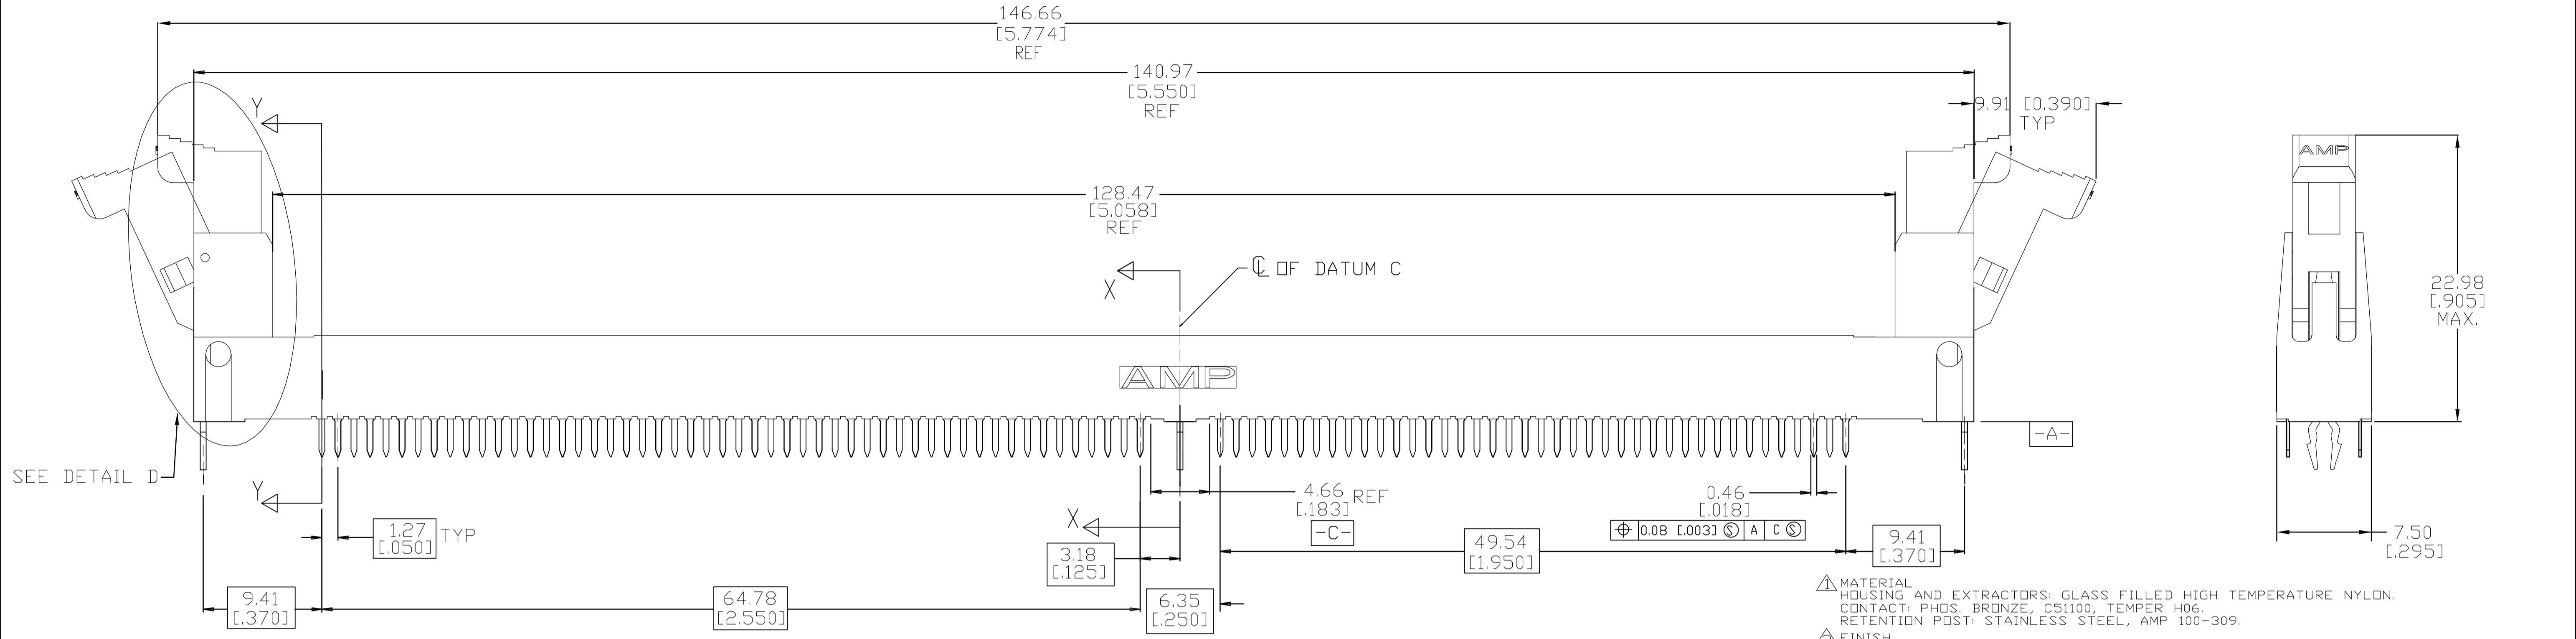 146.66
[5.774]
REF
140.97
[5.550]
REF
9.91 [0.390]
TYP
Y
AMP
128.47
[5.058]
REF
22.98
[.905]
MAX.
℄ OF DATUM C
X
AMP
-A-
SEE DETAIL D
Y
4.66 REF
[.183]
-C-
0.46
[.018]
⌖ 0.08 [.003] Ⓢ A C Ⓢ
X
1.27 TYP
[.050]
3.18
[.125]
49.54
[1.950]
9.41
[.370]
7.50
[.295]
9.41
[.370]
64.78
[2.550]
6.35
[.250]
1 MATERIAL
HOUSING AND EXTRACTORS: GLASS FILLED HIGH TEMPERATURE NYLON.
CONTACT: PHOS. BRONZE, C51100, TEMPER H06.
RETENTION POST: STAINLESS STEEL, AMP 100-309.
FINISH